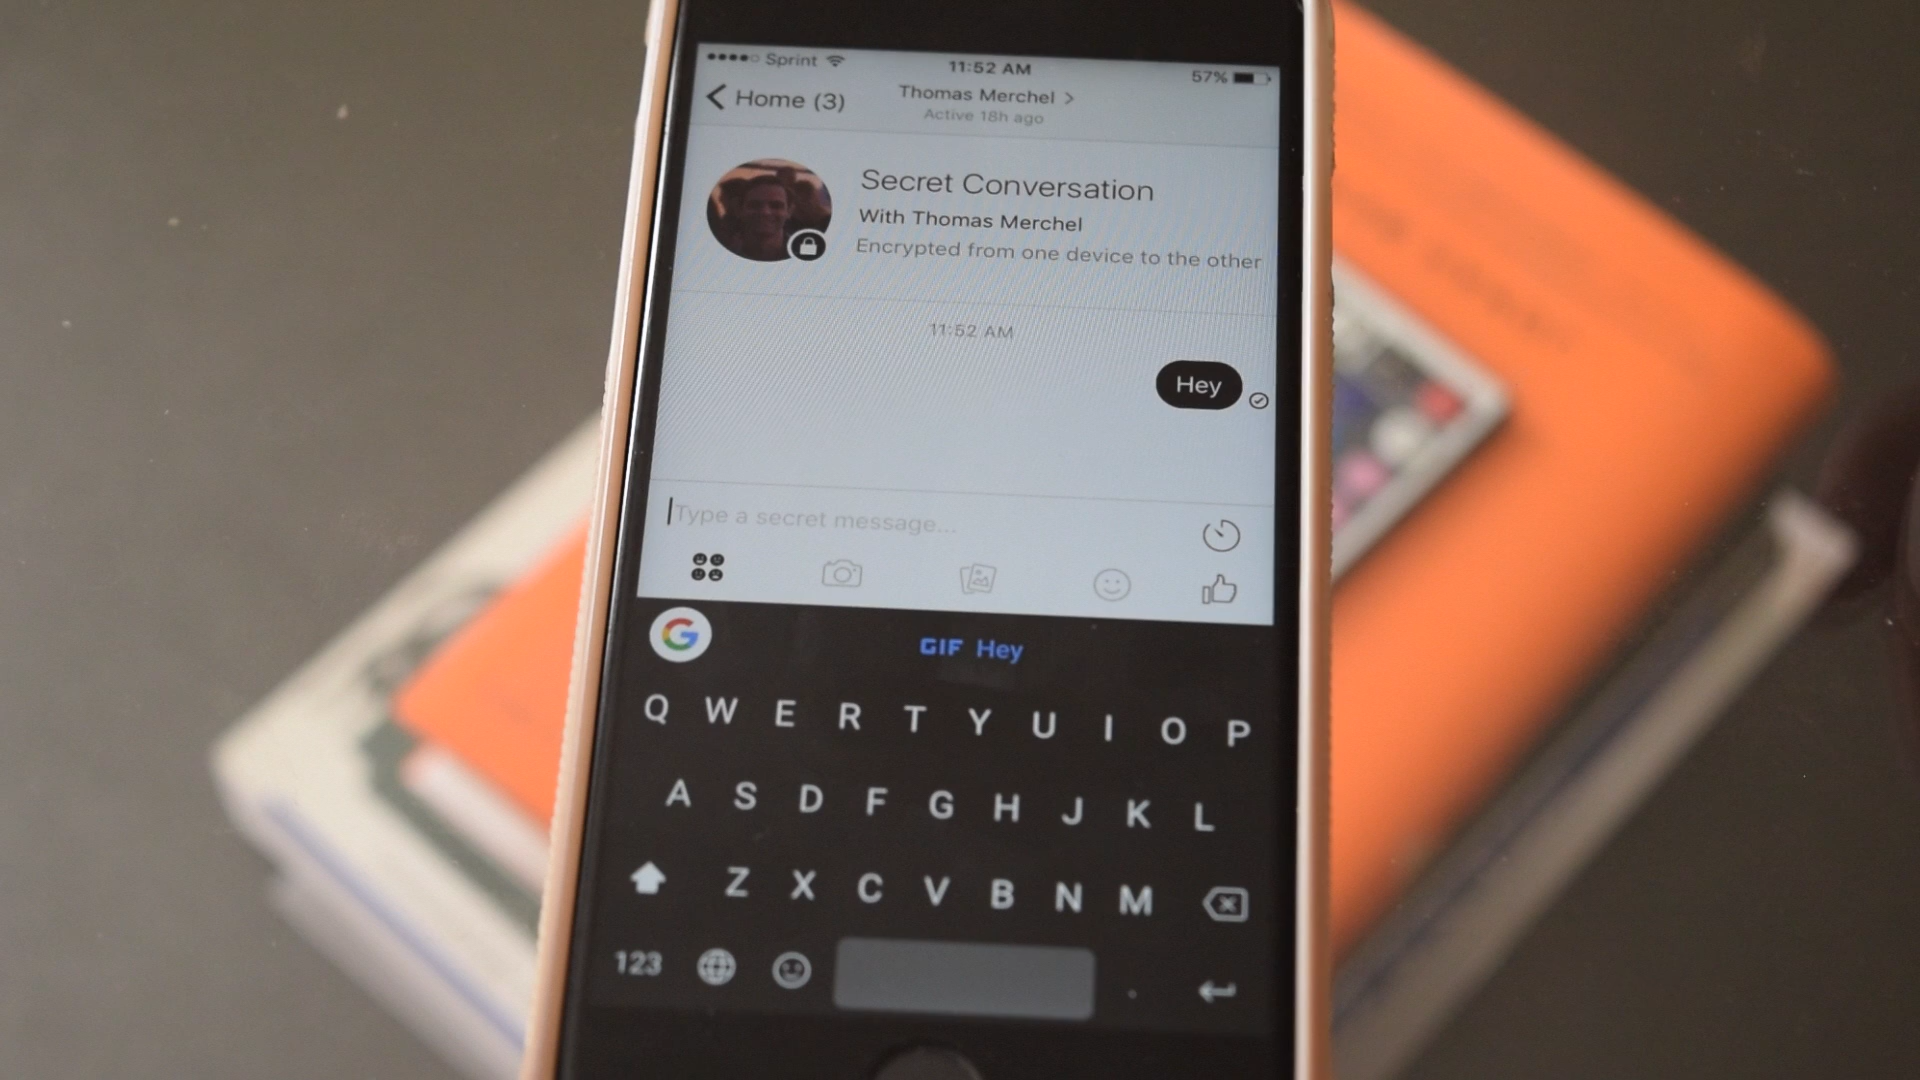 Sprint 11:52 AM 57%
Home (3) Thomas Merchel
Active 18h ago
Secret Conversation
With Thomas Merchel
Encrypted from one device to the other
11:52 AM
Hey
Type a secret message...
G GIF Hey
Q W E R T Y U I O P
A S D F G H J K L
Z X C V B N M
123 .